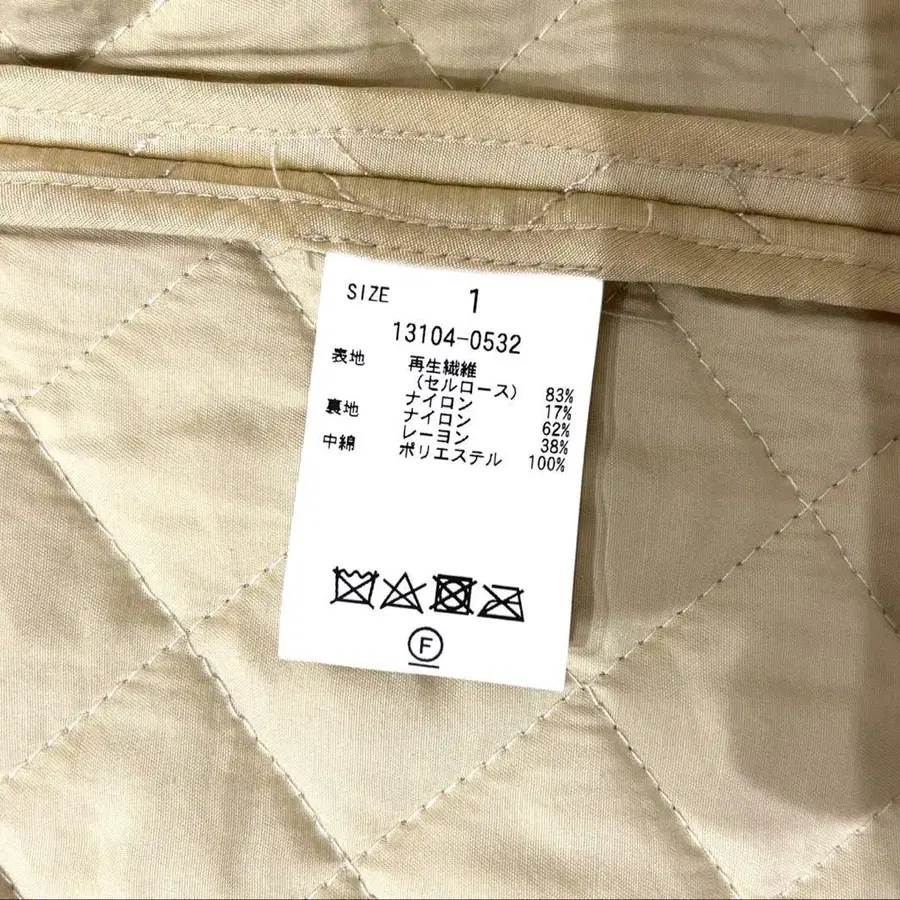 SIZE 1
13104-0532
表地 再生繊維
(セルロース) 83%
ナイロン 17%
裏地 ナイロン 62%
レーヨン 38%
中綿 ポリエステル 100%
F